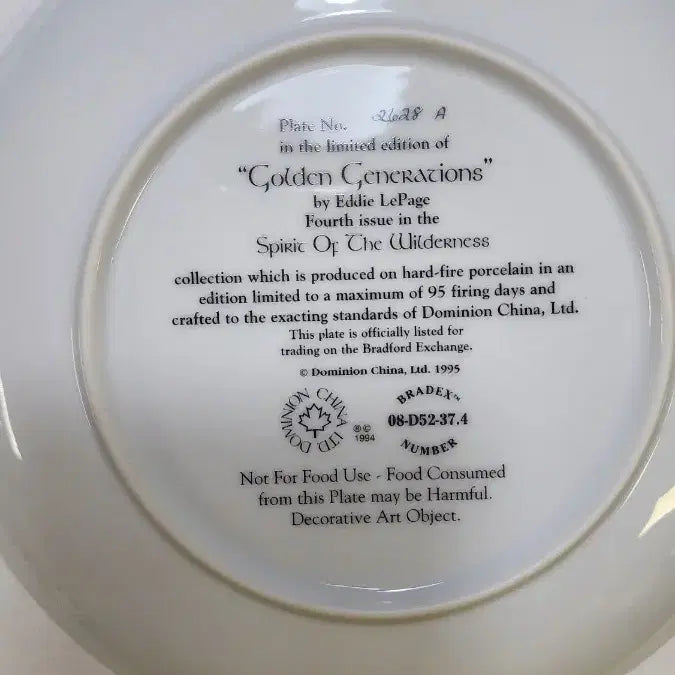 Plate No. 2628 A
in the limited edition of
"Golden Generations"
by Eddie LePage
Fourth issue in the
Spirit Of The Wilderness
collection which is produced on hard-fire porcelain in an
edition limited to a maximum of 95 firing days and
crafted to the exacting standards of Dominion China, Ltd.
This plate is officially listed for
trading on the Bradford Exchange.
© Dominion China, Ltd. 1995
DOMINION CHINA LTD.
®©
1994
BRADEX™
08-D52-37.4
NUMBER
Not For Food Use - Food Consumed
from this Plate may be Harmful.
Decorative Art Object.